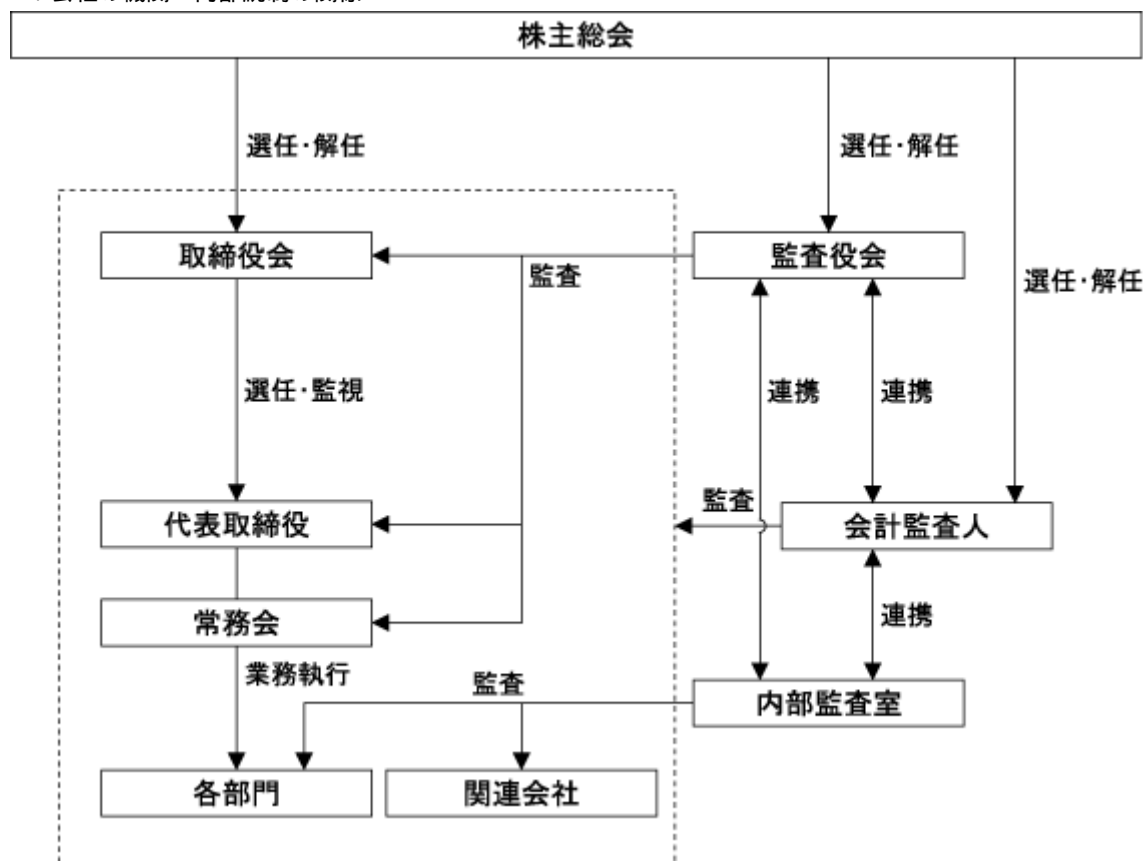 株主総会
選任・解任
選任・解任
取締役会
監査役会
監査
選任・解任
選任・監視
連携
連携
代表取締役
監査
会計監査人
常務会
連携
業務執行
監査
内部監査室
各部門
関連会社